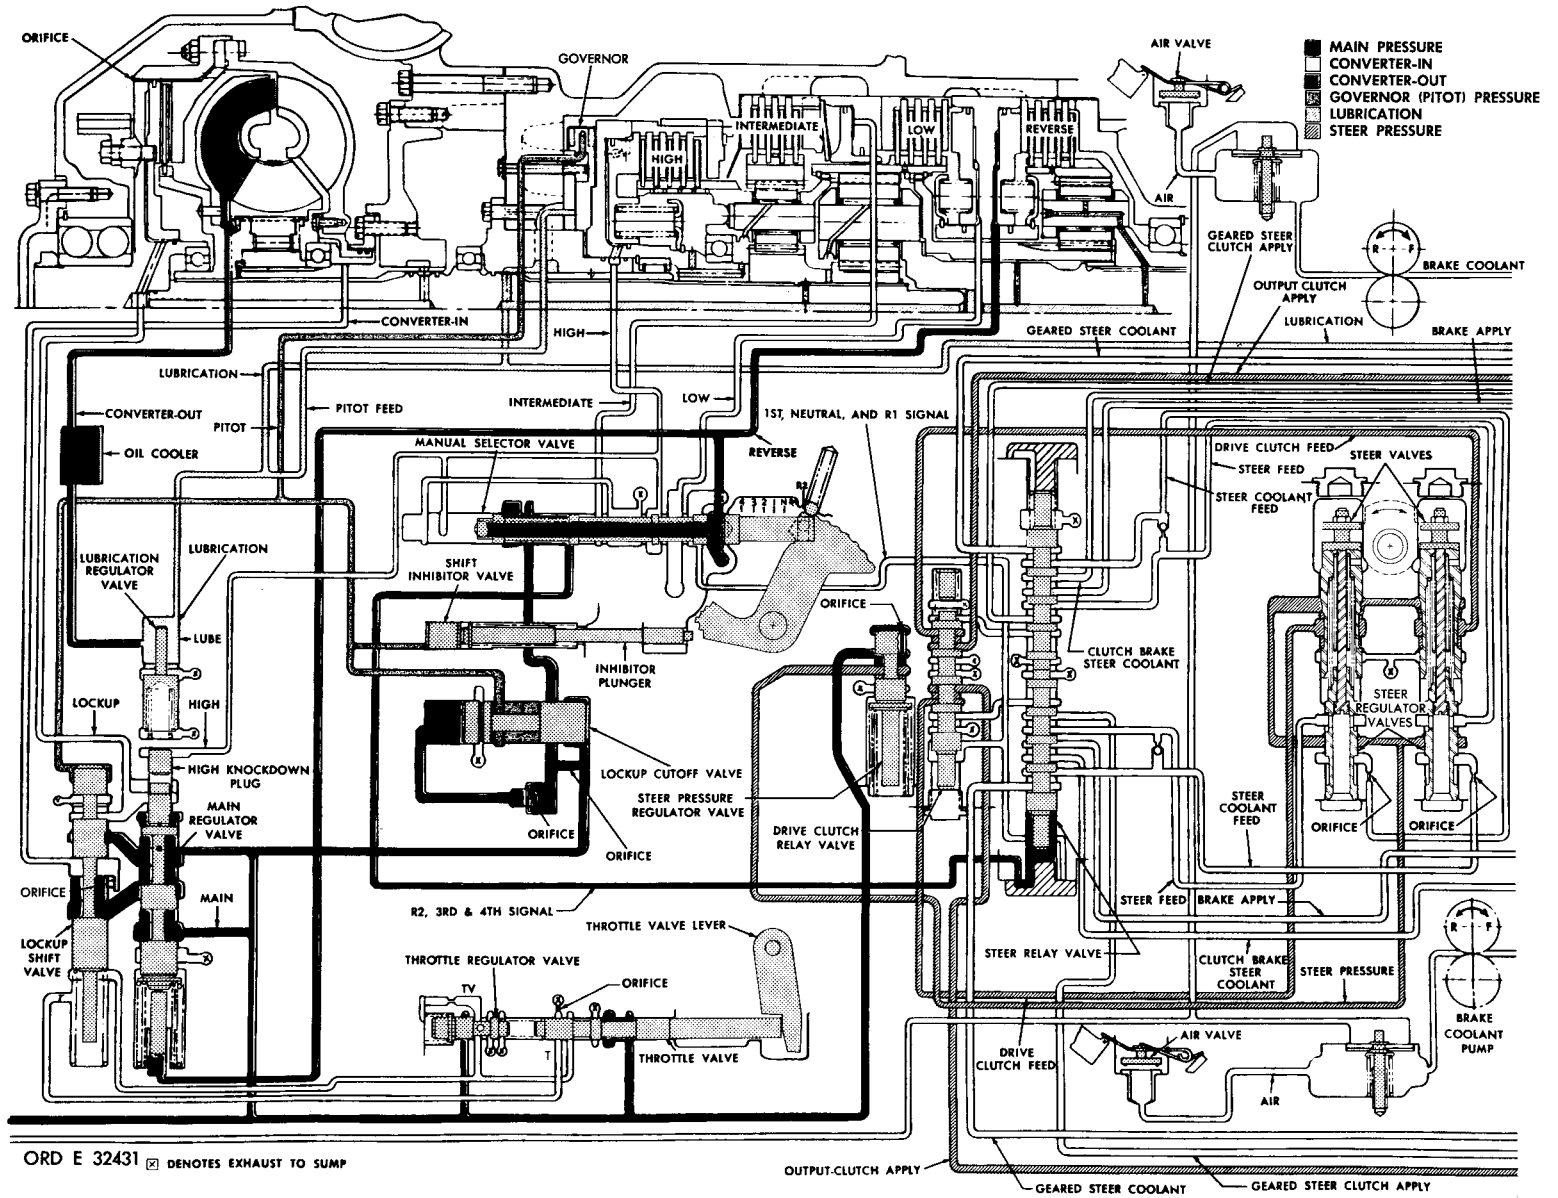 ORIFICE
GOVERNOR
AIR VALVE
MAIN PRESSURE
CONVERTER-IN
CONVERTER-OUT
GOVERNOR (PITOT) PRESSURE
LUBRICATION
STEER PRESSURE
INTERMEDIATE
LOW
REVERSE
HIGH
AIR
R F
GEARED STEER
CLUTCH APPLY
BRAKE COOLANT
OUTPUT CLUTCH
APPLY
LUBRICATION
CONVERTER-IN
HIGH
GEARED STEER COOLANT
BRAKE APPLY
LUBRICATION
CONVERTER-OUT
PITOT FEED
PITOT
INTERMEDIATE
LOW
1ST, NEUTRAL, AND R1 SIGNAL
MANUAL SELECTOR VALVE
REVERSE
OIL COOLER
DRIVE CLUTCH FEED
STEER VALVES
STEER FEED
STEER COOLANT
FEED
R2
4 3 2 1 N
X
LUBRICATION
REGULATOR
VALVE
LUBRICATION
SHIFT
INHIBITOR VALVE
ORIFICE
LUBE
INHIBITOR
PLUNGER
CLUTCH BRAKE
STEER COOLANT
LOCKUP
HIGH
STEER
REGULATOR
VALVES
HIGH KNOCKDOWN
PLUG
LOCKUP CUTOFF VALVE
STEER PRESSURE
REGULATOR VALVE
MAIN
REGULATOR
VALVE
ORIFICE
ORIFICE
DRIVE CLUTCH
RELAY VALVE
STEER
COOLANT
FEED
ORIFICE
ORIFICE
ORIFICE
MAIN
R2, 3RD & 4TH SIGNAL
STEER FEED
BRAKE APPLY
LOCKUP
SHIFT
VALVE
THROTTLE VALVE LEVER
STEER RELAY VALVE
CLUTCH BRAKE
STEER
COOLANT
STEER PRESSURE
R F
THROTTLE REGULATOR VALVE
ORIFICE
TV
T
THROTTLE VALVE
DRIVE
CLUTCH FEED
AIR VALVE
AIR
BRAKE
COOLANT
PUMP
ORD E 32431
X DENOTES EXHAUST TO SUMP
OUTPUT-CLUTCH APPLY
GEARED STEER COOLANT
GEARED STEER CLUTCH APPLY